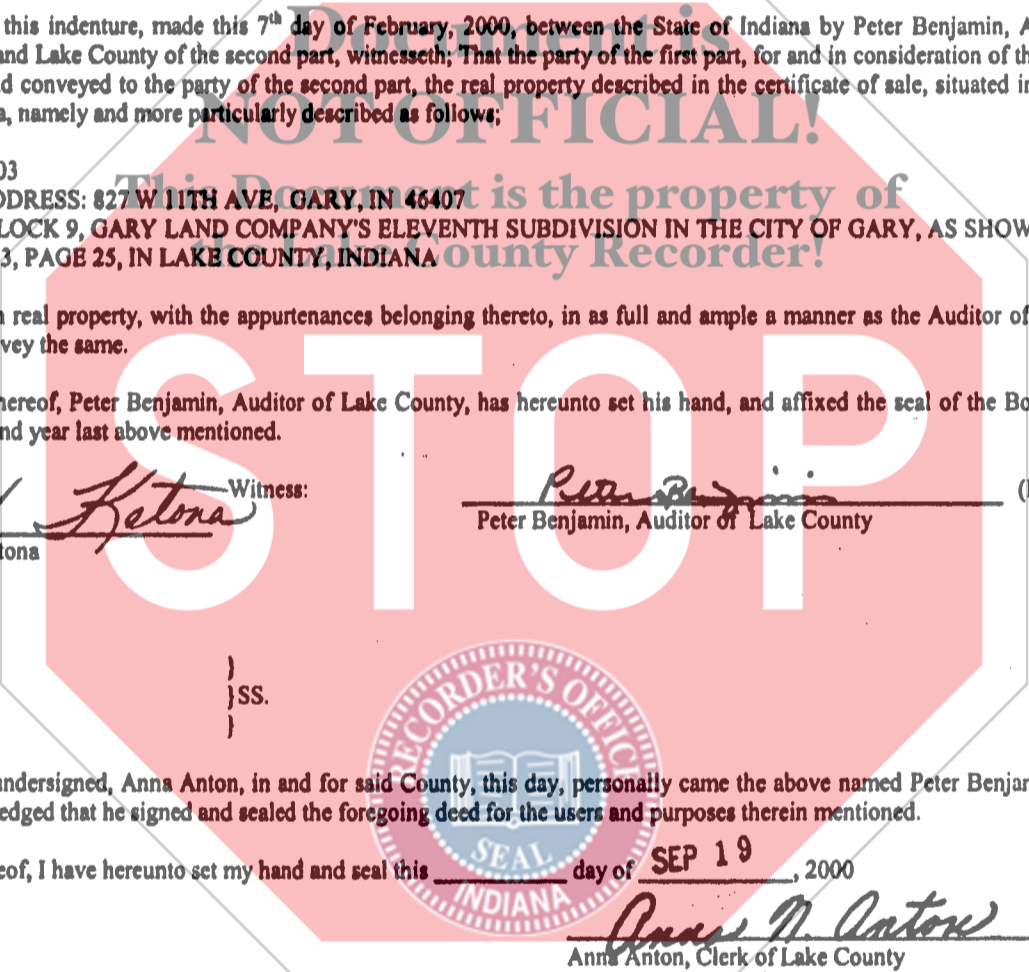 this indenture, made this 7th day of February, 2000, between the State of Indiana by Peter Benjamin, A
and Lake County of the second part, witnesseth; That the party of the first part, for and in consideration of th
d conveyed to the party of the second part, the real property described in the certificate of sale, situated in
a, namely and more particularly described as follows;
Document is
NOT OFFICIAL!
This Document is the property of
the Lake County Recorder!
03
DDRESS: 827 W 11TH AVE, GARY, IN 46407
LOCK 9, GARY LAND COMPANY'S ELEVENTH SUBDIVISION IN THE CITY OF GARY, AS SHOW
3, PAGE 25, IN LAKE COUNTY, INDIANA
real property, with the appurtenances belonging thereto, in as full and ample a manner as the Auditor of
vey the same.
STOP
hereof, Peter Benjamin, Auditor of Lake County, has hereunto set his hand, and affixed the seal of the Bo
nd year last above mentioned.
Katona Witness: Peter Benjamin (
tona Peter Benjamin, Auditor of Lake County
}
}SS.
}
RECORDER'S OFFICE
SEAL
INDIANA
undersigned, Anna Anton, in and for said County, this day, personally came the above named Peter Benjam
edged that he signed and sealed the foregoing deed for the users and purposes therein mentioned.
eof, I have hereunto set my hand and seal this day of SEP 19, 2000
Anna N. Anton
Anna Anton, Clerk of Lake County